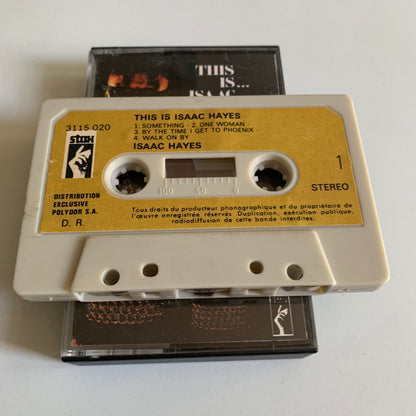 THIS
IS...
ISAAC
THIS IS ISAAC HAYES
3115 020
1. SOMETHING - 2. ONE WOMAN -
3. BY THE TIME I GET TO PHOENIX -
4. WALK ON BY
ISAAC HAYES
stax
DISTRIBUTION
EXCLUSIVE
POLYDOR S.A.
D. R.
100 50 0
1
STEREO
Tous droits du producteur phonographique et du propriétaire de
l'œuvre enregistrée réservés. Duplication, exécution publique,
radiodiffusion de cette bande interdites.